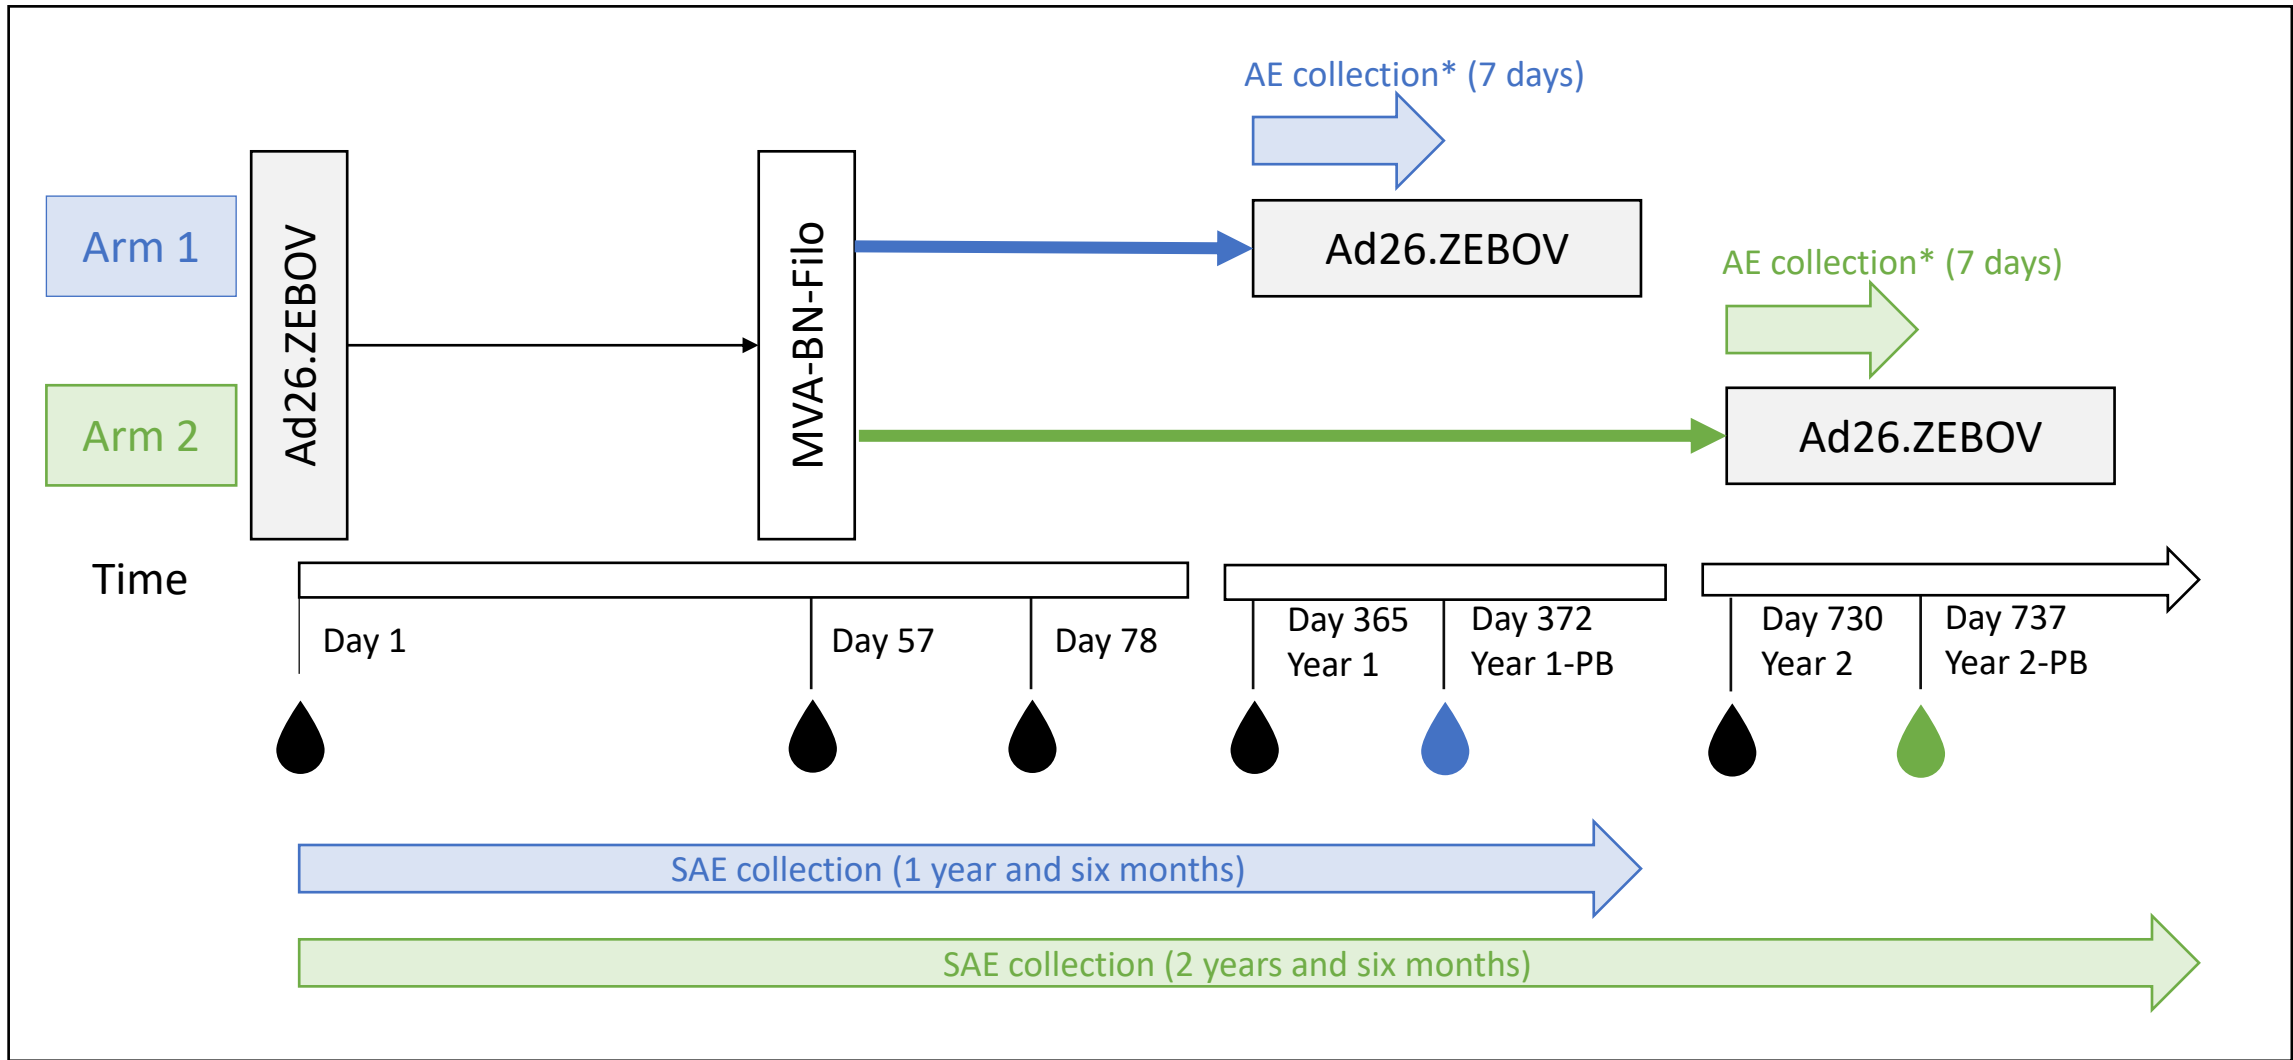 AE collection* (7 days)
Arm 1
Ad26.ZEBOV
MVA-BN-Filo
Ad26.ZEBOV
AE collection* (7 days)
Arm 2
Ad26.ZEBOV
Time
Day 1
Day 57
Day 78
Day 365
Year 1
Day 372
Year 1-PB
Day 730
Year 2
Day 737
Year 2-PB
SAE collection (1 year and six months)
SAE collection (2 years and six months)